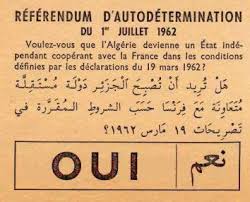 RÉFÉRENDUM D'AUTODÉTERMINATION
DU 1er JUILLET 1962
Voulez-vous que l'Algérie devienne un État indé-
pendant coopérant avec la France dans les conditions
définies par les déclarations du 19 mars 1962?
هل تريد أن تصبح الجزائر دولة مستقلة
متعاونة مع فرنسا حسب الشروط المقررة في
تصريحات ١٩ مارس ١٩٦٢؟
OUI نعم